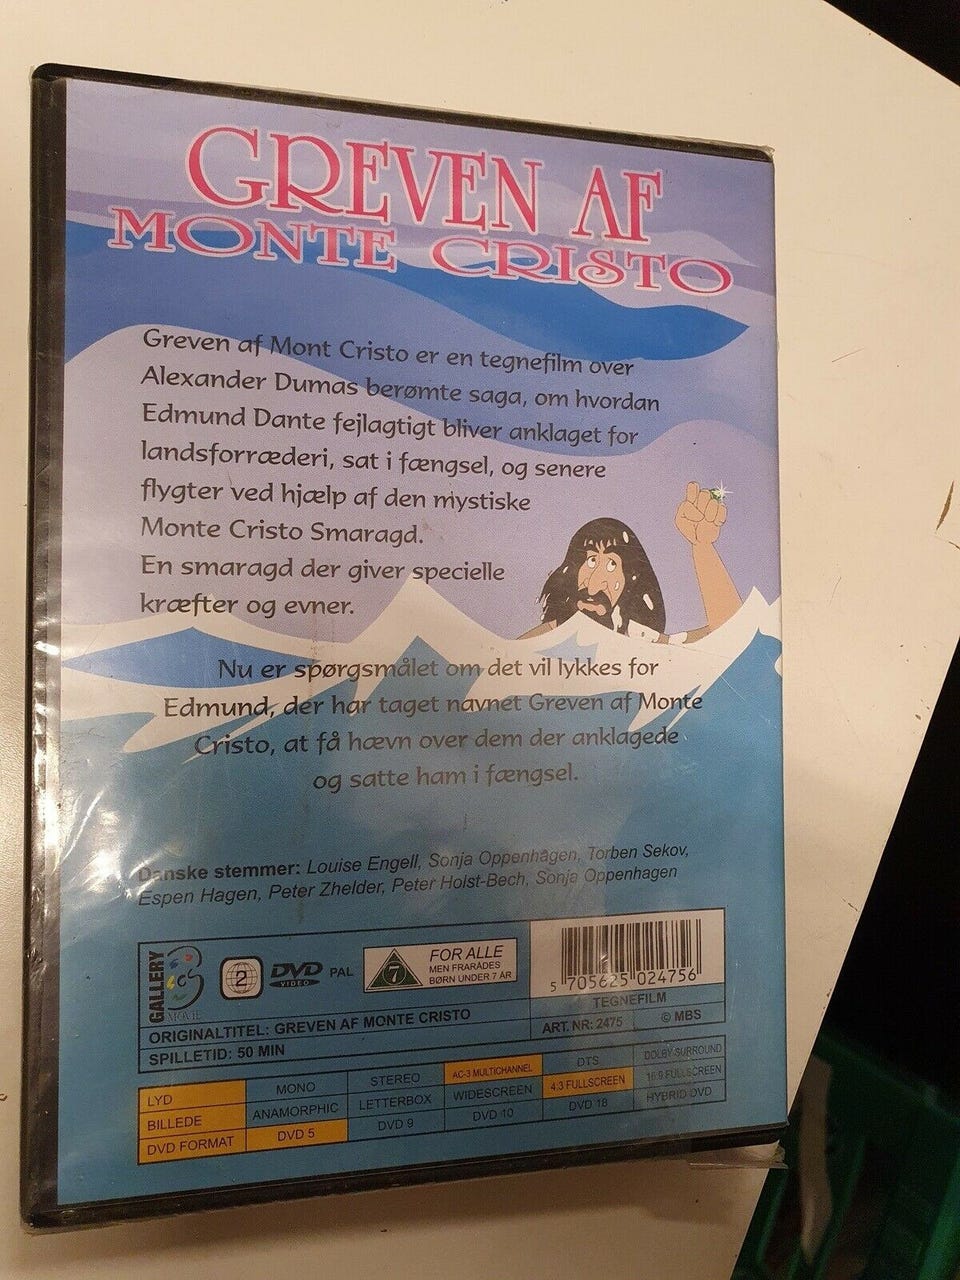 GREVEN AF
MONTE CRISTO
Greven af Mont Cristo er en tegnefilm over
Alexander Dumas berømte saga, om hvordan
Edmund Dante fejlagtigt bliver anklaget for
landsforræderi, sat i fængsel, og senere
flygter ved hjælp af den mystiske
Monte Cristo Smaragd.
En smaragd der giver specielle
kræfter og evner.
Nu er spørgsmålet om det vil lykkes for
Edmund, der har taget navnet Greven af Monte
Cristo, at få hævn over dem der anklagede
og satte ham i fængsel.
Danske stemmer: Louise Engell, Sonja Oppenhagen, Torben Sekov,
Espen Hagen, Peter Zhelder, Peter Holst-Bech, Sonja Oppenhagen
GALLERY
MOVIE
2
DVD
VIDEO
PAL
7
FOR ALLE
MEN FRARÅDES
BØRN UNDER 7 ÅR
5 705625 024756
TEGNEFILM
ORIGINALTITEL: GREVEN AF MONTE CRISTO
ART. NR: 2475 © MBS
SPILLETID: 50 MIN
LYD MONO STEREO AC-3 MULTICHANNEL DTS DOLBY SURROUND
BILLEDE ANAMORPHIC LETTERBOX WIDESCREEN 4:3 FULLSCREEN 16:9 FULLSCREEN
DVD FORMAT DVD 5 DVD 9 DVD 10 DVD 18 HYBRID DVD